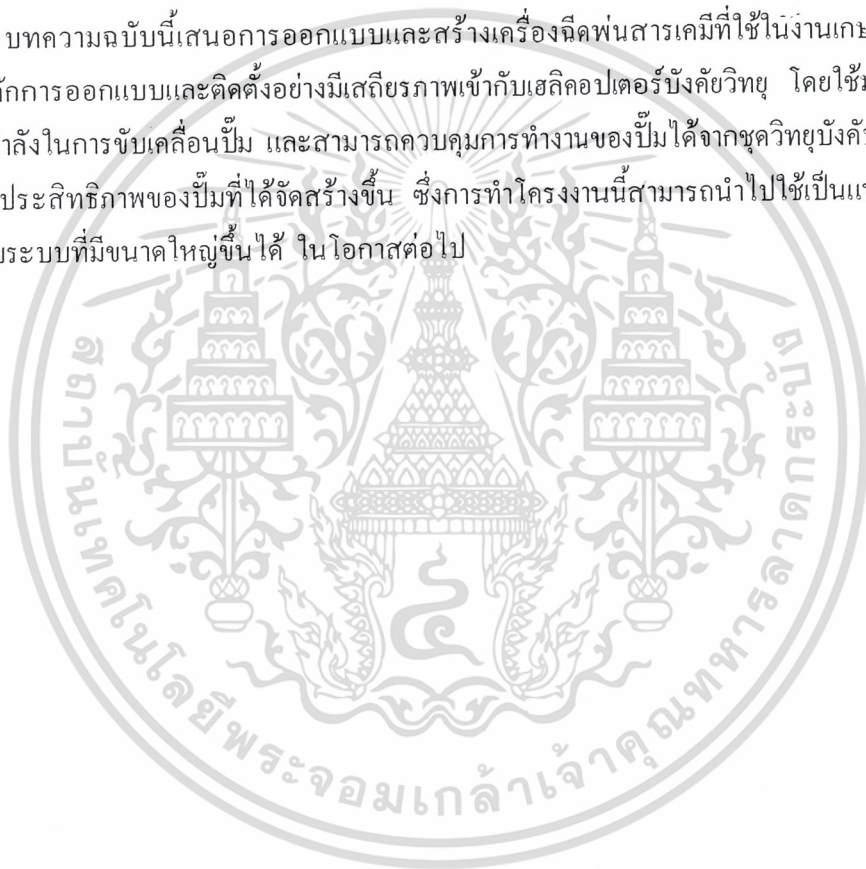 บทความฉบับนี้เสนอการออกแบบและสร้างเครื่องฉีดพ่นสารเคมีที่ใช้ในงานเกษ
ักการออกแบบและติดตั้งอย่างมีเสถียรภาพเข้ากับเฮลิคอปเตอร์บังคับวิทยุ โดยใช้ม
าลังในการขับเคลื่อนปั๊ม และสามารถควบคุมการทำงานของปั๊มได้จากชุดวิทยุบังคั
ประสิทธิภาพของปั๊มที่ได้จัดสร้างขึ้น ซึ่งการทำโครงงานนี้สามารถนำไปใช้เป็นแ
ระบบที่มีขนาดใหญ่ขึ้นได้ ในโอกาสต่อไป
สถาบันเทคโนโลยีพระจอมเกล้าเจ้าคุณทหารลาดกระบัง